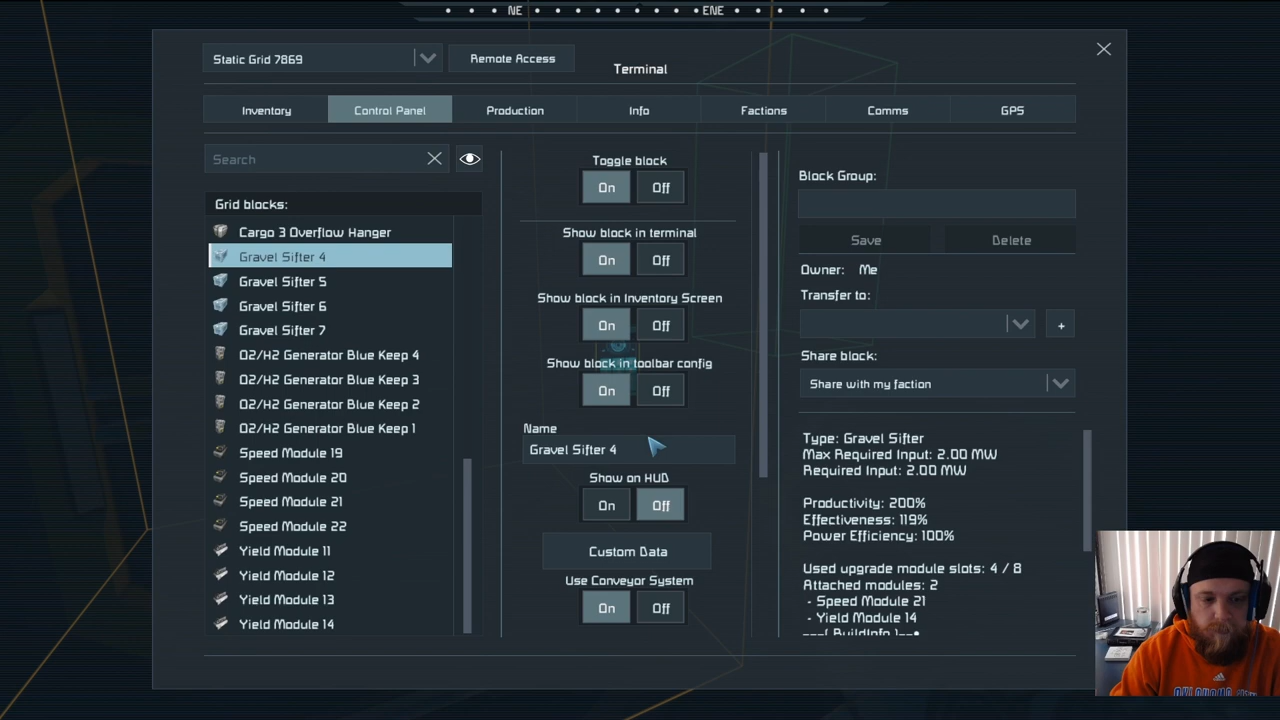 NE
ENE
Static Grid 7869
Remote Access
Terminal
Inventory
Control Panel
Production
Info
Factions
Comms
GPS
Search
Grid blocks:
Cargo 3 Overflow Hanger
Gravel Sifter 4
Gravel Sifter 5
Gravel Sifter 6
Gravel Sifter 7
O2/H2 Generator Blue Keep 4
O2/H2 Generator Blue Keep 3
O2/H2 Generator Blue Keep 2
O2/H2 Generator Blue Keep 1
Speed Module 19
Speed Module 20
Speed Module 21
Speed Module 22
Yield Module 11
Yield Module 12
Yield Module 13
Yield Module 14
Toggle block
On Off
Show block in terminal
On Off
Show block in Inventory Screen
On Off
Show block in toolbar config
On Off
Name
Gravel Sifter 4
Show on HUD
On Off
Custom Data
Use Conveyor System
On Off
Block Group:
Save
Delete
Owner: Me
Transfer to:
+
Share block:
Share with my faction
Type: Gravel Sifter
Max Required Input: 2.00 MW
Required Input: 2.00 MW
Productivity: 200%
Effectiveness: 119%
Power Efficiency: 100%
Used upgrade module slots: 4 / 8
Attached modules: 2
- Speed Module 21
- Yield Module 14